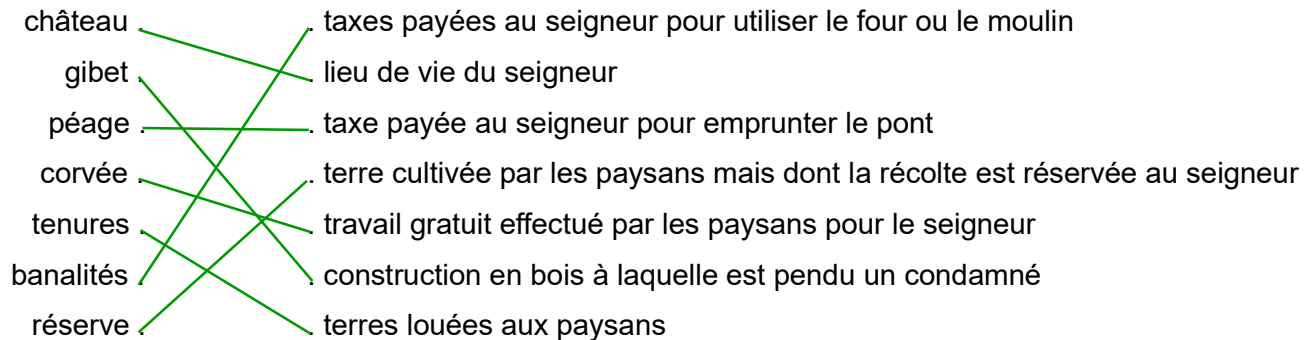 château . . taxes payées au seigneur pour utiliser le four ou le moulin
gibet . . lieu de vie du seigneur
péage . . taxe payée au seigneur pour emprunter le pont
corvée . . terre cultivée par les paysans mais dont la récolte est réservée au seigneur
tenures . . travail gratuit effectué par les paysans pour le seigneur
banalités . . construction en bois à laquelle est pendu un condamné
réserve . . terres louées aux paysans